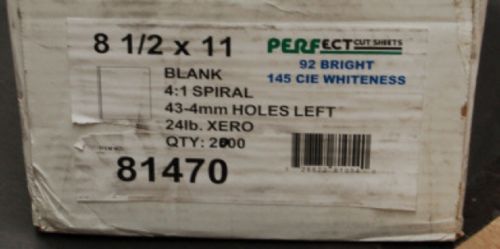 8 1/2 x 11
PERFECT CUT SHEETS
92 BRIGHT
145 CIE WHITENESS
BLANK
4:1 SPIRAL
43-4mm HOLES LEFT
24lb. XERO
QTY: 2000
81470